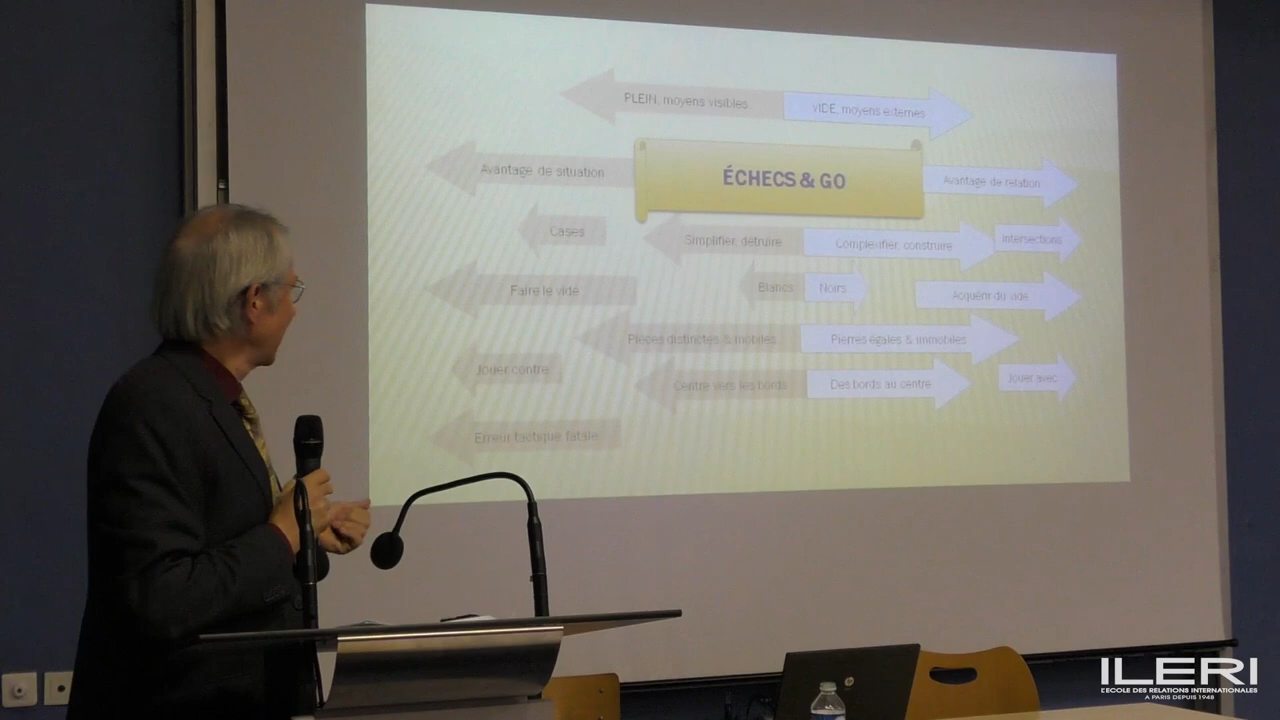 PLEIN, moyens visibles
vIDE, moyens externes
Avantage de situation
ÉCHECS & GO
Avantage de relation
Cases
Simplifier, détruire
Complexifier, construire
Intersections
Faire le vide
Blancs
Noirs
Acquérir du vide
Pièces distinctes & mobiles
Pierres égales & immobiles
Jouer contre
Centre vers les bords
Des bords au centre
Jouer avec
Erreur tactique fatale
hp
ILERI
L'ECOLE DES RELATIONS INTERNATIONALES
A PARIS DEPUIS 1948